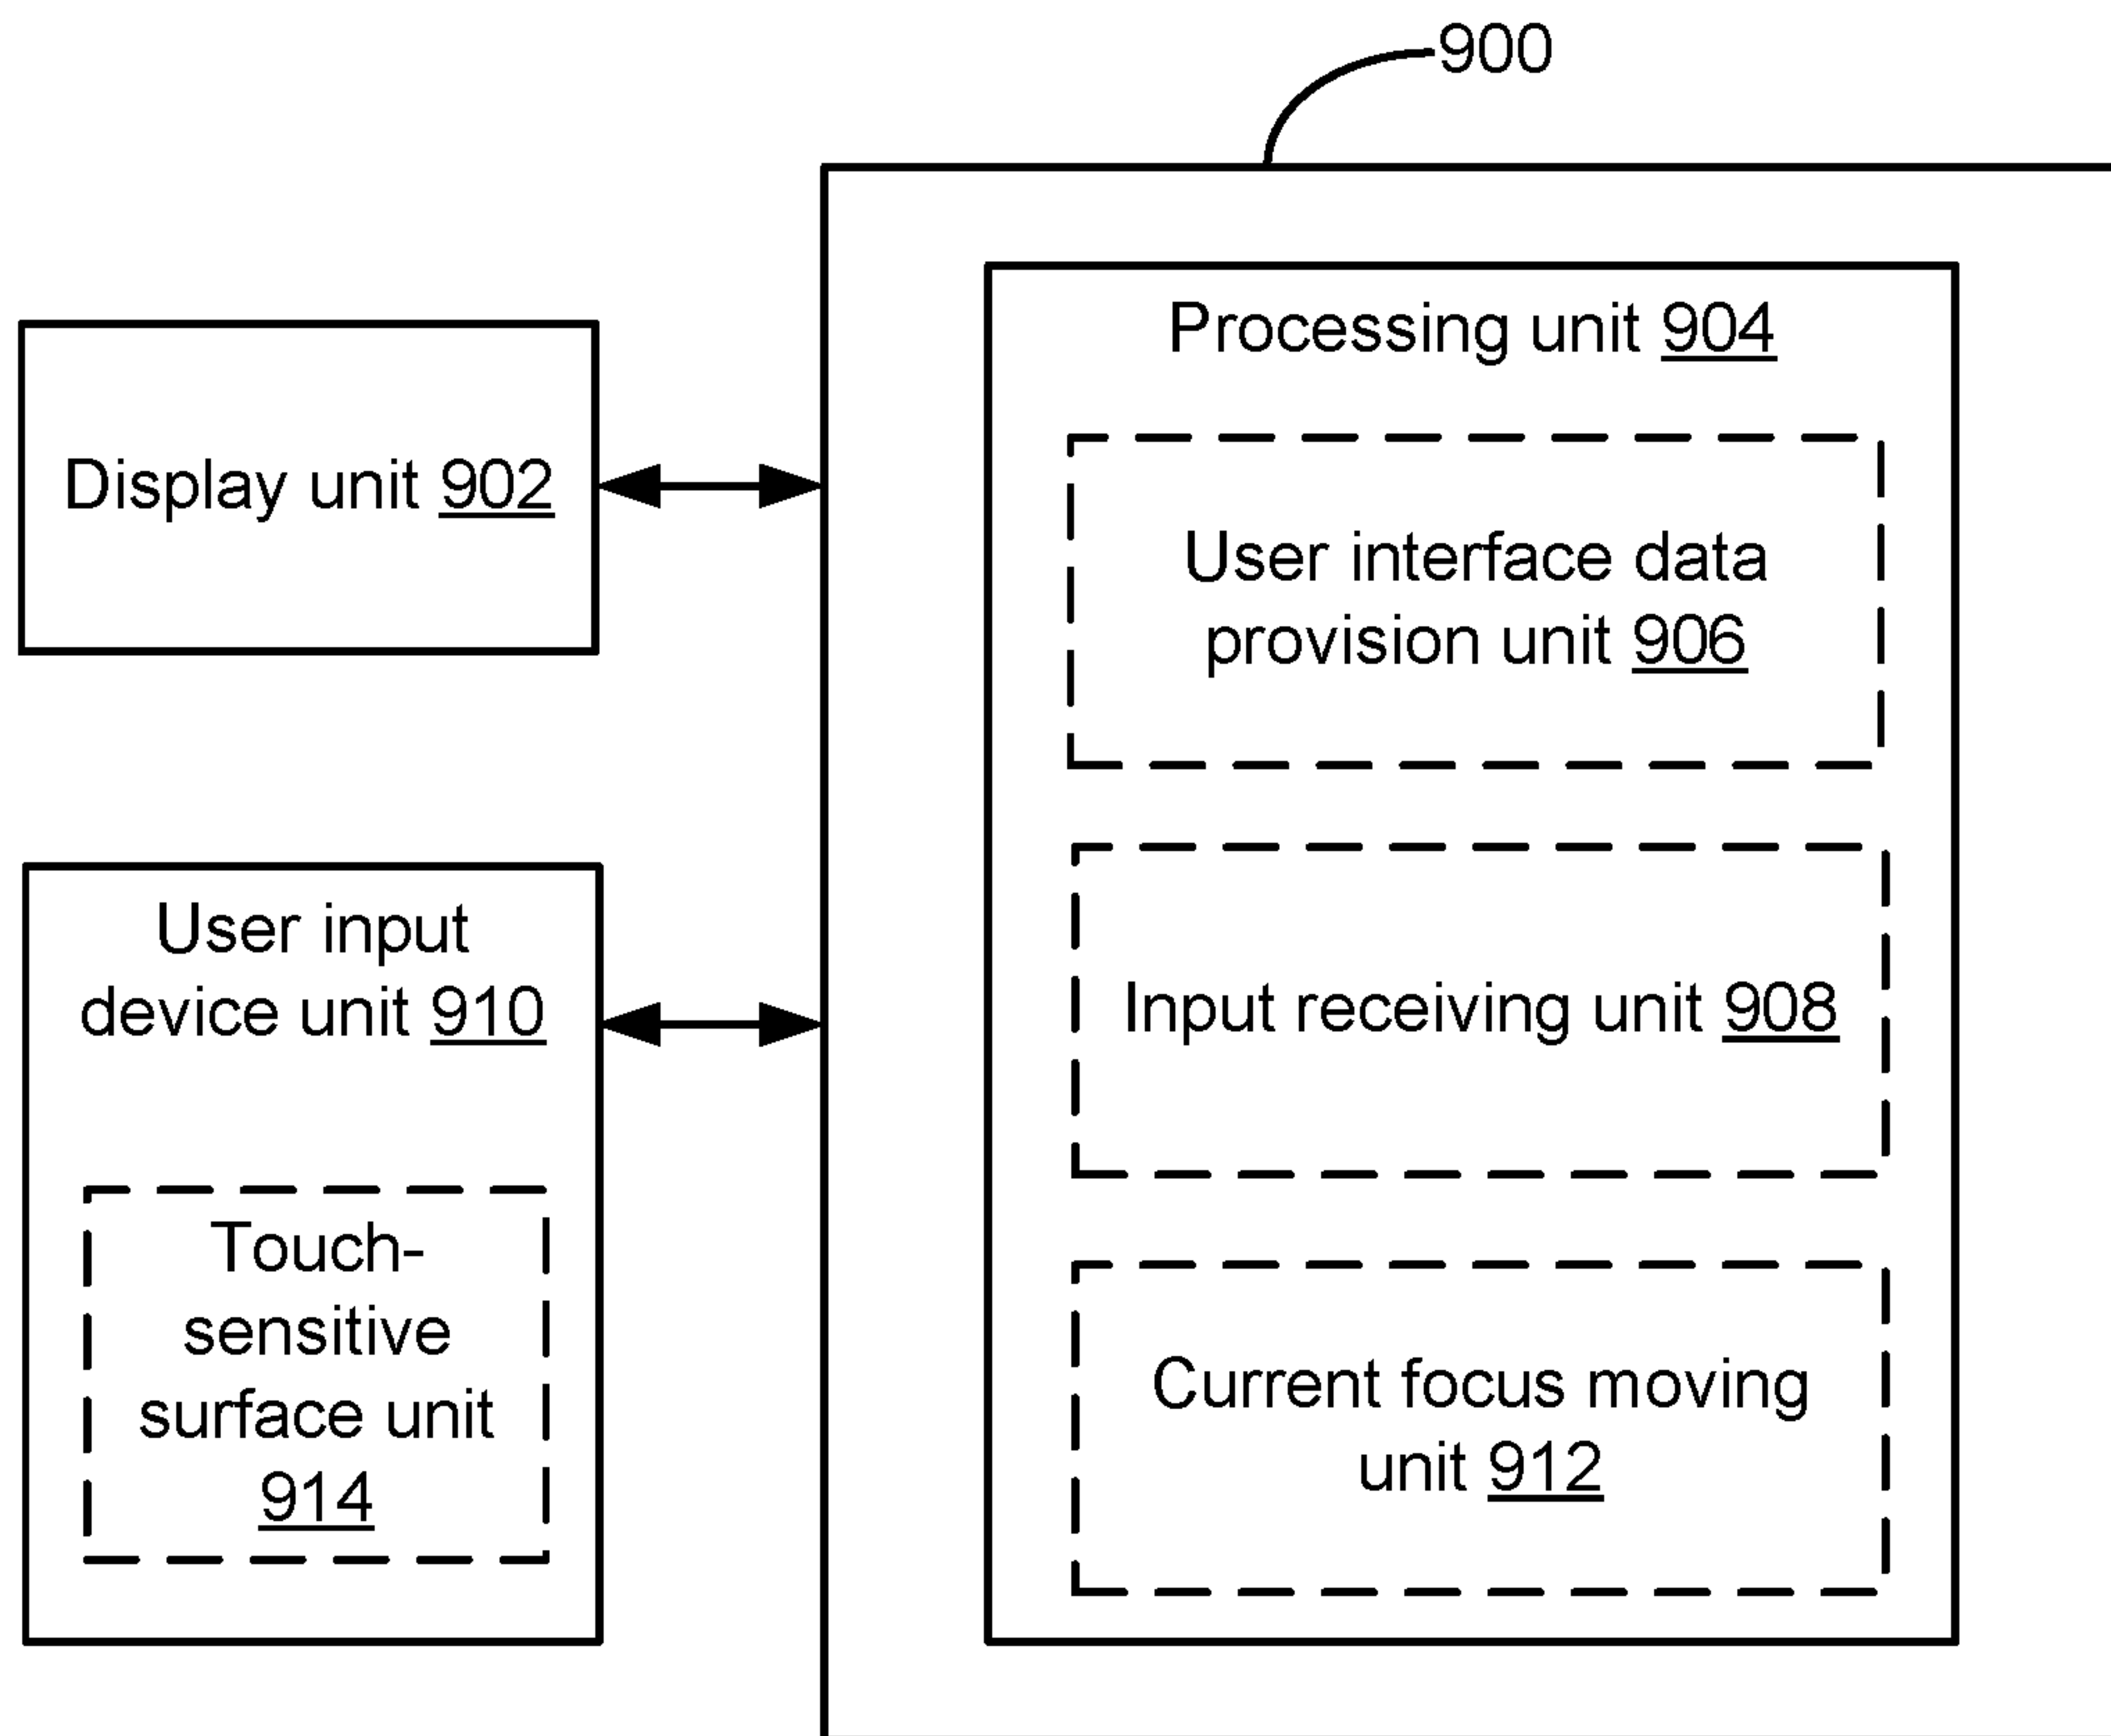 900
Processing unit 904
Display unit 902
User interface data
provision unit 906
User input
device unit 910
Input receiving unit 908
Touch-
sensitive
surface unit
914
Current focus moving
unit 912